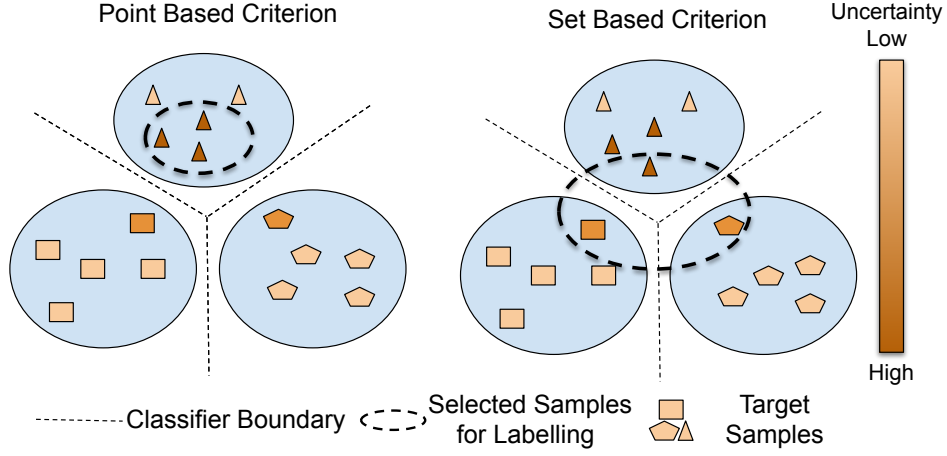 Point Based Criterion
Set Based Criterion
Uncertainty
Low
High
Classifier Boundary
Selected Samples
for Labelling
Target
Samples